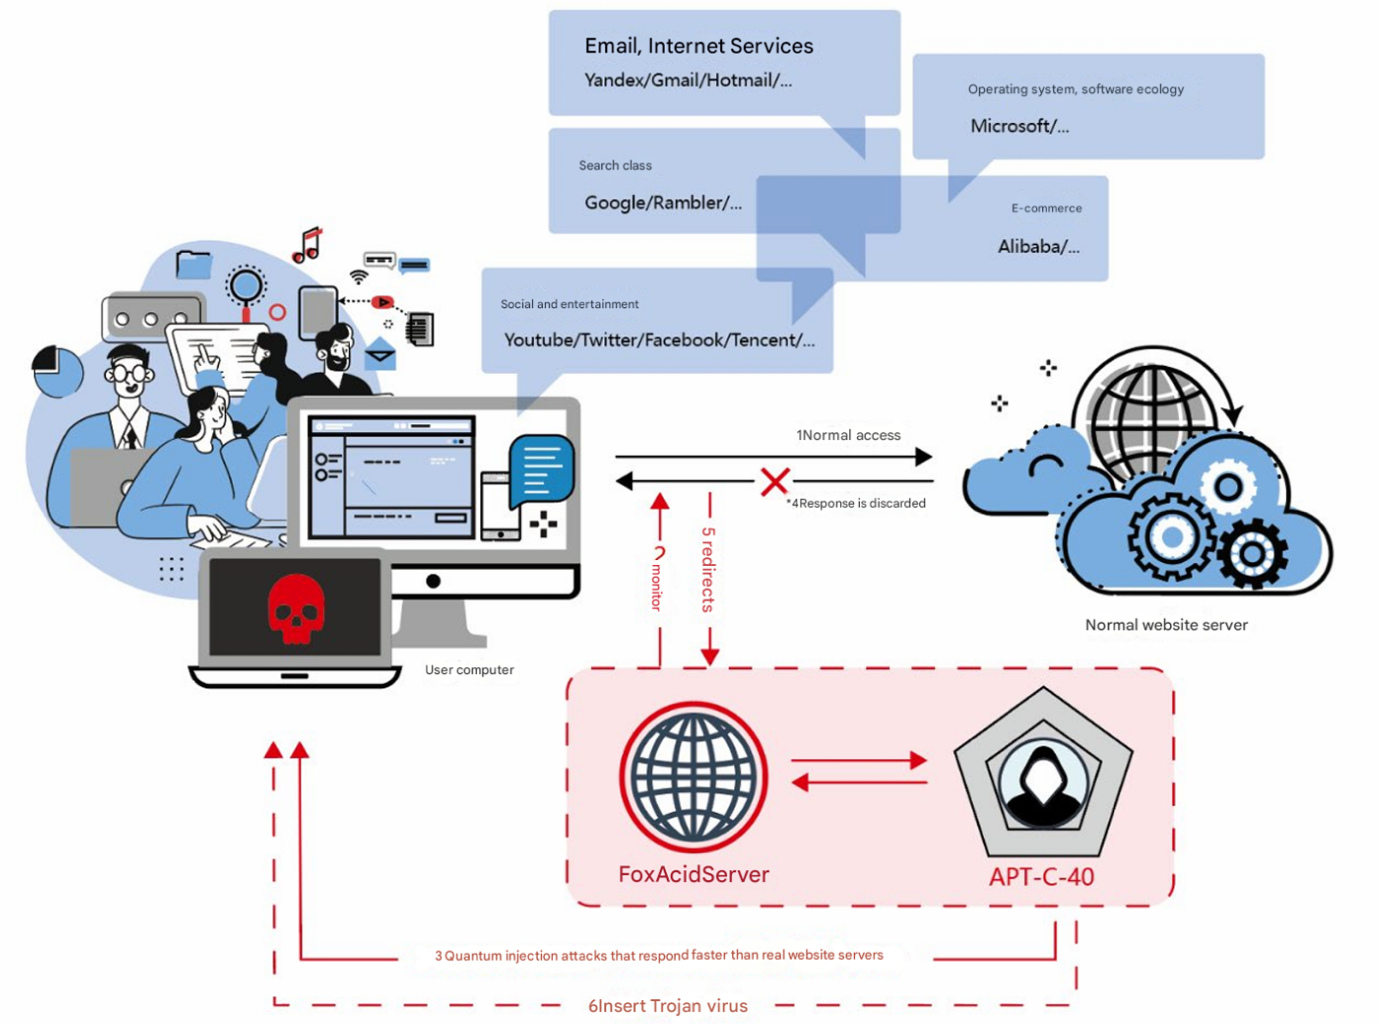 Email, Internet Services
Yandex/Gmail/Hotmail/...
Operating system, software ecology
Microsoft/...
Search class
Google/Rambler/...
E-commerce
Alibaba/...
Social and entertainment
Youtube/Twitter/Facebook/Tencent/...
1Normal access
*4Response is discarded
2 monitor
5 redirects
Normal website server
User computer
FoxAcidServer
APT-C-40
3 Quantum injection attacks that respond faster than real website servers
6Insert Trojan virus